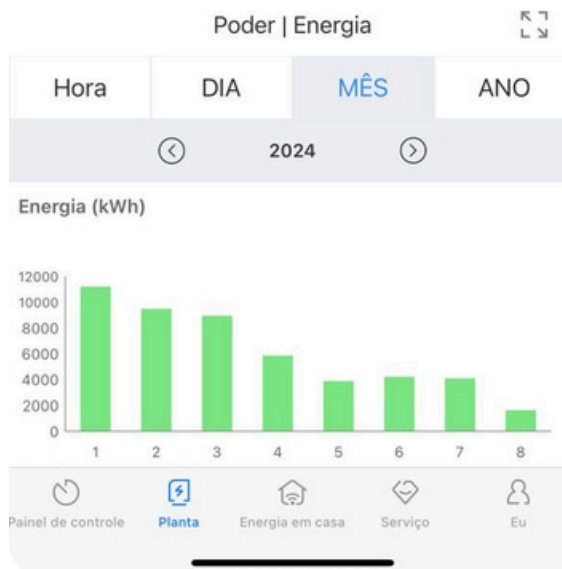 Poder | Energia
Hora DIA MÊS ANO
2024
Energia (kWh)
12000
10000
8000
6000
4000
2000
0
1 2 3 4 5 6 7 8
Painel de controle Planta Energia em casa Serviço Eu